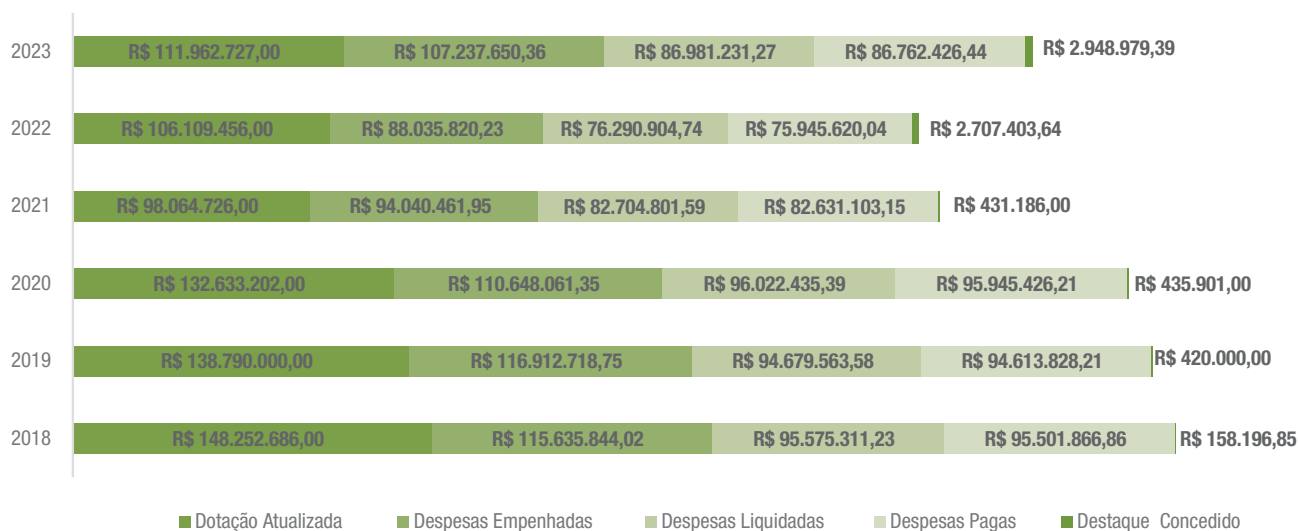 2023 R$ 111.962.727,00 R$ 107.237.650,36 R$ 86.981.231,27 R$ 86.762.426,44 R$ 2.948.979,39
2022 R$ 106.109.456,00 R$ 88.035.820,23 R$ 76.290.904,74 R$ 75.945.620,04 R$ 2.707.403,64
2021 R$ 98.064.726,00 R$ 94.040.461,95 R$ 82.704.801,59 R$ 82.631.103,15 R$ 431.186,00
2020 R$ 132.633.202,00 R$ 110.648.061,35 R$ 96.022.435,39 R$ 95.945.426,21 R$ 435.901,00
2019 R$ 138.790.000,00 R$ 116.912.718,75 R$ 94.679.563,58 R$ 94.613.828,21 R$ 420.000,00
2018 R$ 148.252.686,00 R$ 115.635.844,02 R$ 95.575.311,23 R$ 95.501.866,86 R$ 158.196,85
Dotação Atualizada Despesas Empenhadas Despesas Liquidadas Despesas Pagas Destaque Concedido